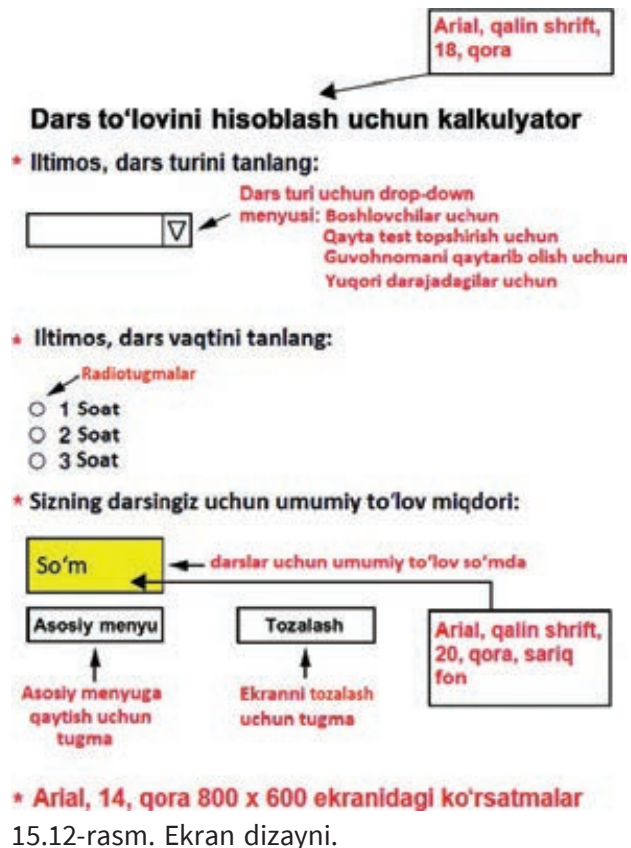 Arial, qalin shrift,
18, qora
Dars to‘lovini hisoblash uchun kalkulyator
* Iltimos, dars turini tanlang:
Dars turi uchun drop-down
menyusi: Boshlovchilar uchun
Qayta test topshirish uchun
Guvohnomani qaytarib olish uchun
Yuqori darajadagilar uchun
* Iltimos, dars vaqtini tanlang:
Radiotugmalar
1 Soat
2 Soat
3 Soat
* Sizning darsingiz uchun umumiy to‘lov miqdori:
So‘m
darslar uchun umumiy to‘lov so‘mda
Asosiy menyu
Tozalash
Arial, qalin shrift,
20, qora, sariq
fon
Asosiy menyuga
qaytish uchun
tugma
Ekranni tozalash
uchun tugma
* Arial, 14, qora 800 x 600 ekranidagi ko‘rsatmalar
15.12-rasm. Ekran dizayni.